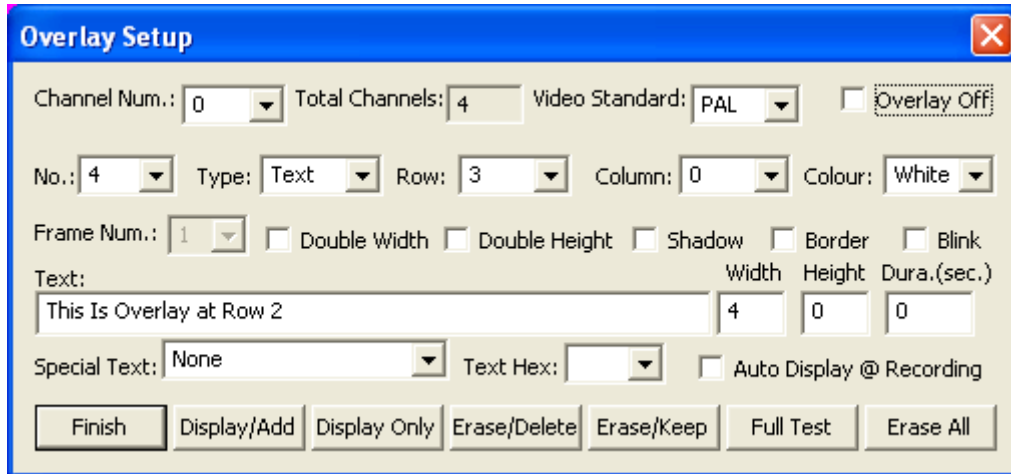 Overlay Setup
Channel Num.: 0 Total Channels: 4 Video Standard: PAL Overlay Off
No.: 4 Type: Text Row: 3 Column: 0 Colour: White
Frame Num.: 1 Double Width Double Height Shadow Border Blink
Text: Width Height Dura.(sec.)
This Is Overlay at Row 2 4 0 0
Special Text: None Text Hex: Auto Display @ Recording
Finish Display/Add Display Only Erase/Delete Erase/Keep Full Test Erase All